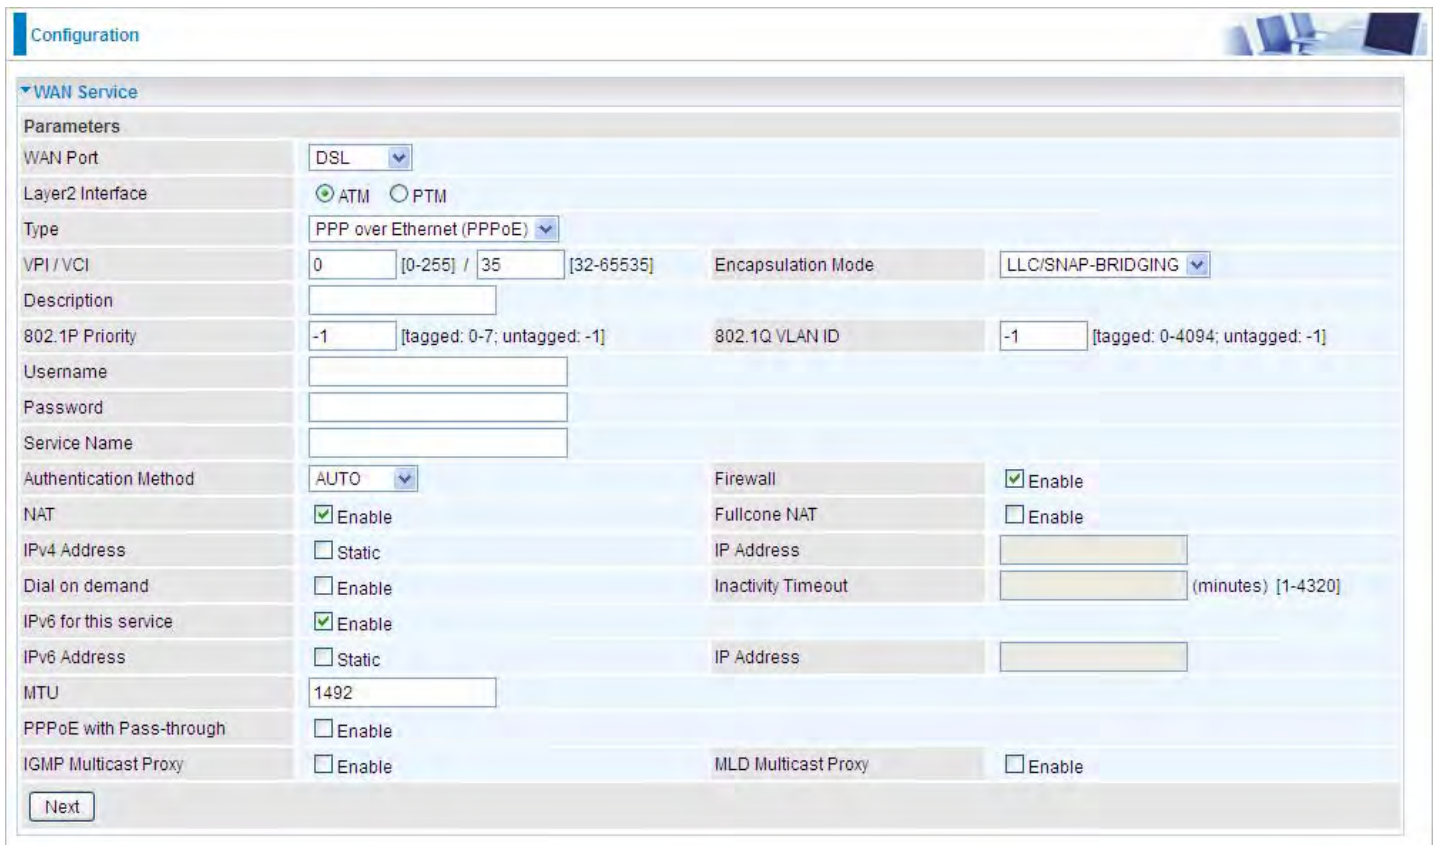 Configuration
WAN Service
Parameters
WAN Port DSL
Layer2 Interface ATM PTM
Type PPP over Ethernet (PPPoE)
VPI / VCI 0 [0-255] / 35 [32-65535] Encapsulation Mode LLC/SNAP-BRIDGING
Description
802.1P Priority -1 [tagged: 0-7; untagged: -1] 802.1Q VLAN ID -1 [tagged: 0-4094; untagged: -1]
Username
Password
Service Name
Authentication Method AUTO Firewall Enable
NAT Enable Fullcone NAT Enable
IPv4 Address Static IP Address
Dial on demand Enable Inactivity Timeout (minutes) [1-4320]
IPv6 for this service Enable
IPv6 Address Static IP Address
MTU 1492
PPPoE with Pass-through Enable
IGMP Multicast Proxy Enable MLD Multicast Proxy Enable
Next